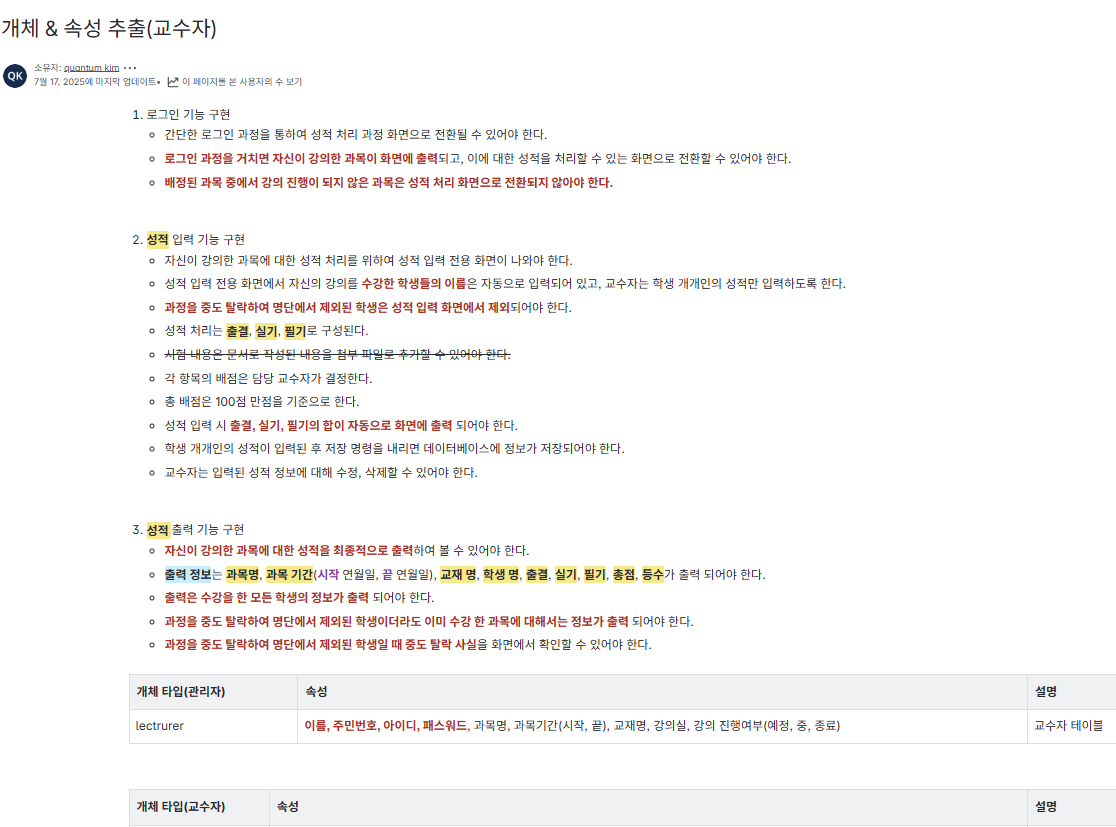 개체 & 속성 추출(교수자)
QK
소유자: quantum kim •••
7월 17, 2025에 마지막 업데이트• 이 페이지를 본 사용자의 수 보기
1. 로그인 기능 구현
간단한 로그인 과정을 통하여 성적 처리 과정 화면으로 전환될 수 있어야 한다.
로그인 과정을 거치면 자신이 강의한 과목이 화면에 출력되고, 이에 대한 성적을 처리할 수 있는 화면으로 전환할 수 있어야 한다.
배정된 과목 중에서 강의 진행이 되지 않은 과목은 성적 처리 화면으로 전환되지 않아야 한다.
2. 성적 입력 기능 구현
자신이 강의한 과목에 대한 성적 처리를 위하여 성적 입력 전용 화면이 나와야 한다.
성적 입력 전용 화면에서 자신의 강의를 수강한 학생들의 이름은 자동으로 입력되어 있고, 교수자는 학생 개개인의 성적만 입력하도록 한다.
과정을 중도 탈락하여 명단에서 제외된 학생은 성적 입력 화면에서 제외되어야 한다.
성적 처리는 출결, 실기, 필기로 구성된다.
시험 내용은 문서로 작성된 내용을 첨부 파일로 추가할 수 있어야 한다.
각 항목의 배점은 담당 교수자가 결정한다.
총 배점은 100점 만점을 기준으로 한다.
성적 입력 시 출결, 실기, 필기의 합이 자동으로 화면에 출력 되어야 한다.
학생 개개인의 성적이 입력된 후 저장 명령을 내리면 데이터베이스에 정보가 저장되어야 한다.
교수자는 입력된 성적 정보에 대해 수정, 삭제할 수 있어야 한다.
3. 성적 출력 기능 구현
자신이 강의한 과목에 대한 성적을 최종적으로 출력하여 볼 수 있어야 한다.
출력 정보는 과목명, 과목 기간(시작 연월일, 끝 연월일), 교재 명, 학생 명, 출결, 실기, 필기, 총점, 등수가 출력 되어야 한다.
출력은 수강을 한 모든 학생의 정보가 출력 되어야 한다.
과정을 중도 탈락하여 명단에서 제외된 학생이더라도 이미 수강 한 과목에 대해서는 정보가 출력 되어야 한다.
과정을 중도 탈락하여 명단에서 제외된 학생일 때 중도 탈락 사실을 화면에서 확인할 수 있어야 한다.
개체 타입(관리자) 속성 설명
lectrurer 이름, 주민번호, 아이디, 패스워드, 과목명, 과목기간(시작, 끝), 교재명, 강의실, 강의 진행여부(예정, 중, 종료) 교수자 테이블
개체 타입(교수자) 속성 설명